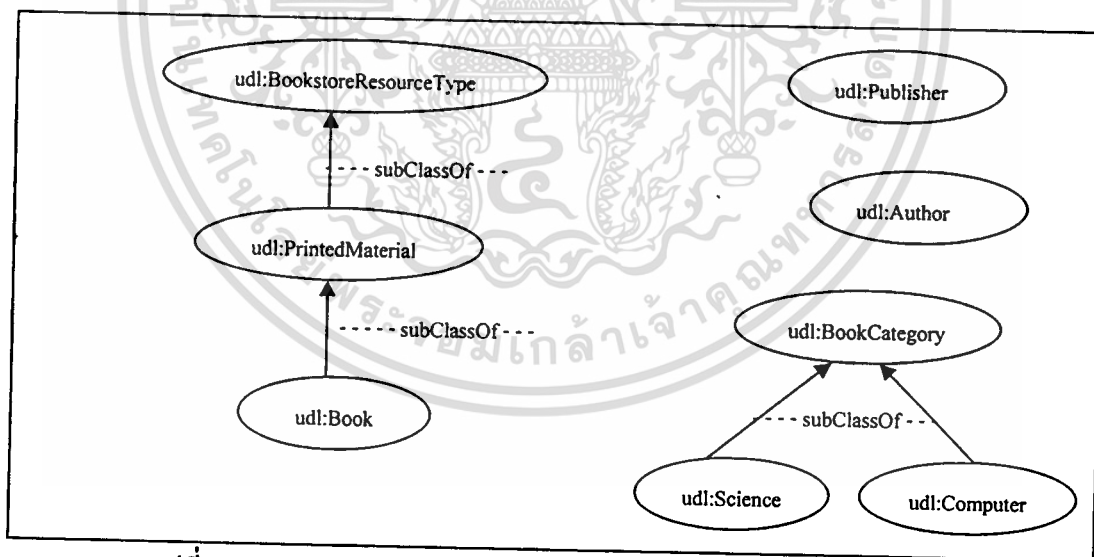 udl:BookstoreResourceType
udl:Publisher
subClassOf
udl:Author
udl:PrintedMaterial
subClassOf
udl:BookCategory
udl:Book
subClassOf
udl:Science
udl:Computer